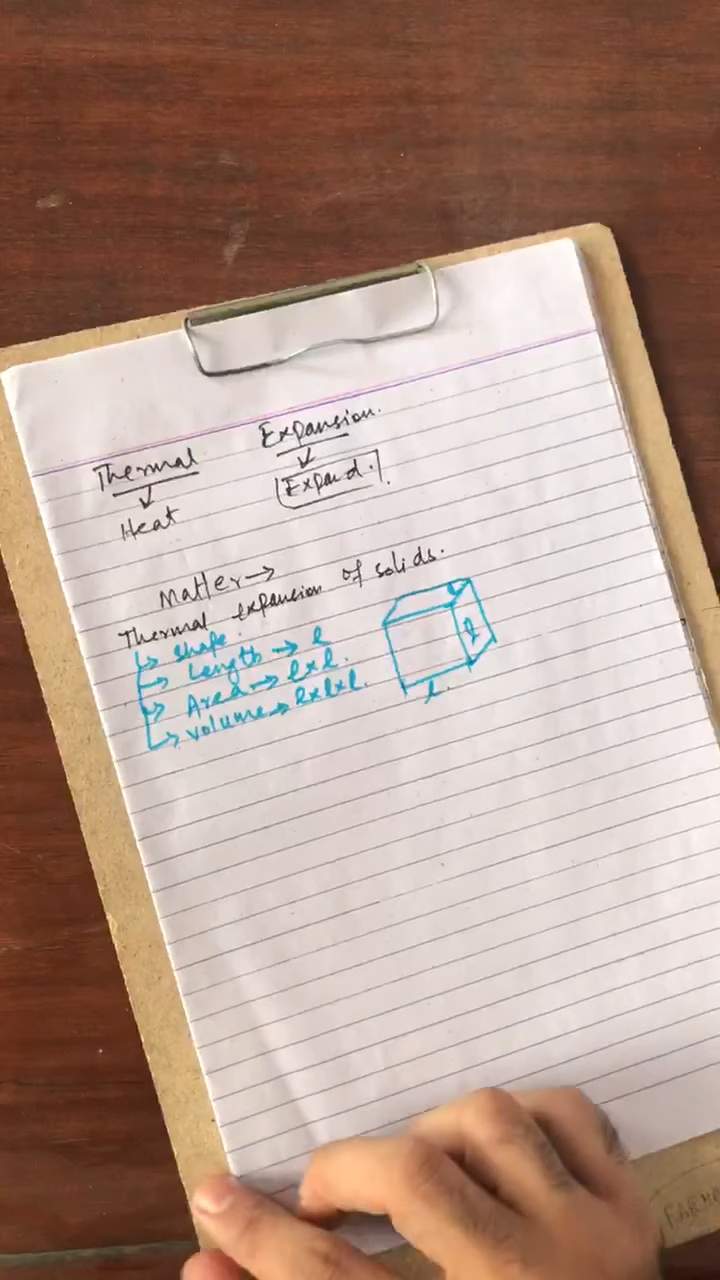 Thermal Expansion.
↓ ↓
Heat Expand.
Matter →
Thermal expansion of solids.
↳ shape.
→ Length → l
→ Area → l×l.
→ volume → l×l×l.
l
l.